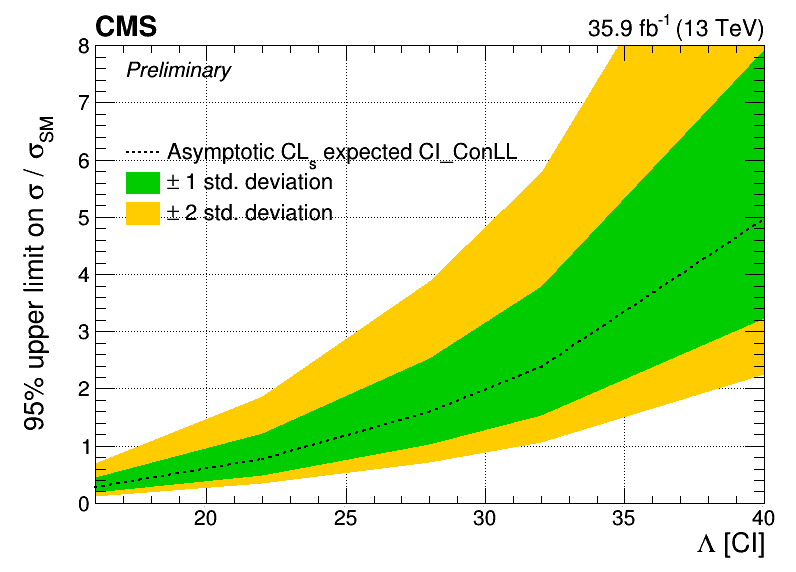 CMS
35.9 fb⁻¹ (13 TeV)
Preliminary
Asymptotic CLₛ expected CI_ConLL
± 1 std. deviation
± 2 std. deviation
95% upper limit on σ / σSM
8
7
6
5
4
3
2
1
0
20
25
30
35
40
Λ [CI]